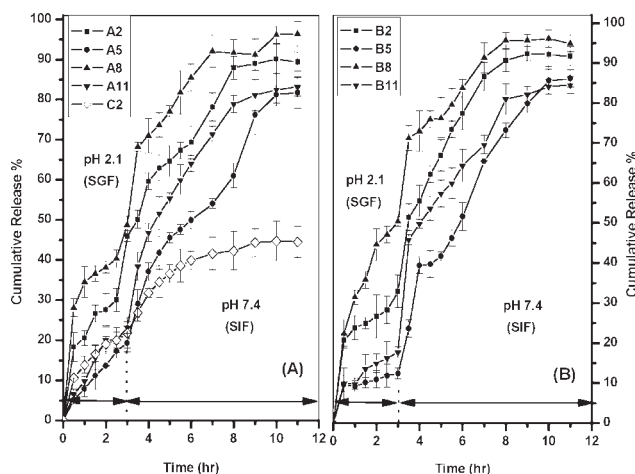 A2
A5
A8
A11
C2
pH 2.1
(SGF)
pH 7.4
(SIF)
(A)
Cumulative Release %
100
90
80
70
60
50
40
30
20
10
0
0 2 4 6 8 10 12
Time (hr)
B2
B5
B8
B11
pH 2.1
(SGF)
pH 7.4
(SIF)
(B)
0 2 4 6 8 10 12
Time (hr)
100
90
80
70
60
50
40
30
20
10
0
Cumulative Release %